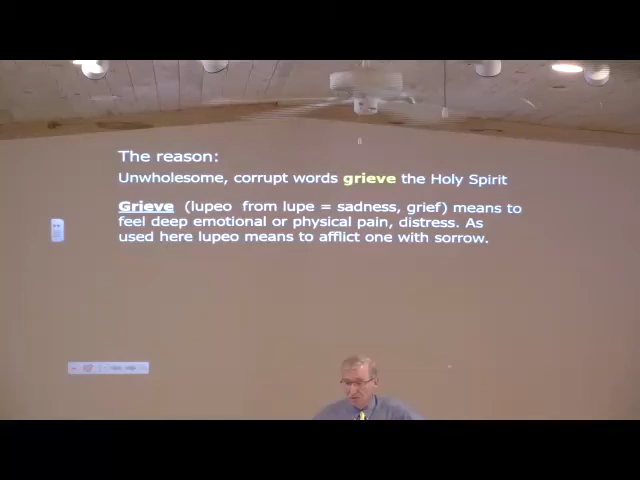 The reason:
Unwholesome, corrupt words grieve the Holy Spirit
Grieve (lupeo from lupe = sadness, grief) means to
feel deep emotional or physical pain, distress. As
used here lupeo means to afflict one with sorrow.